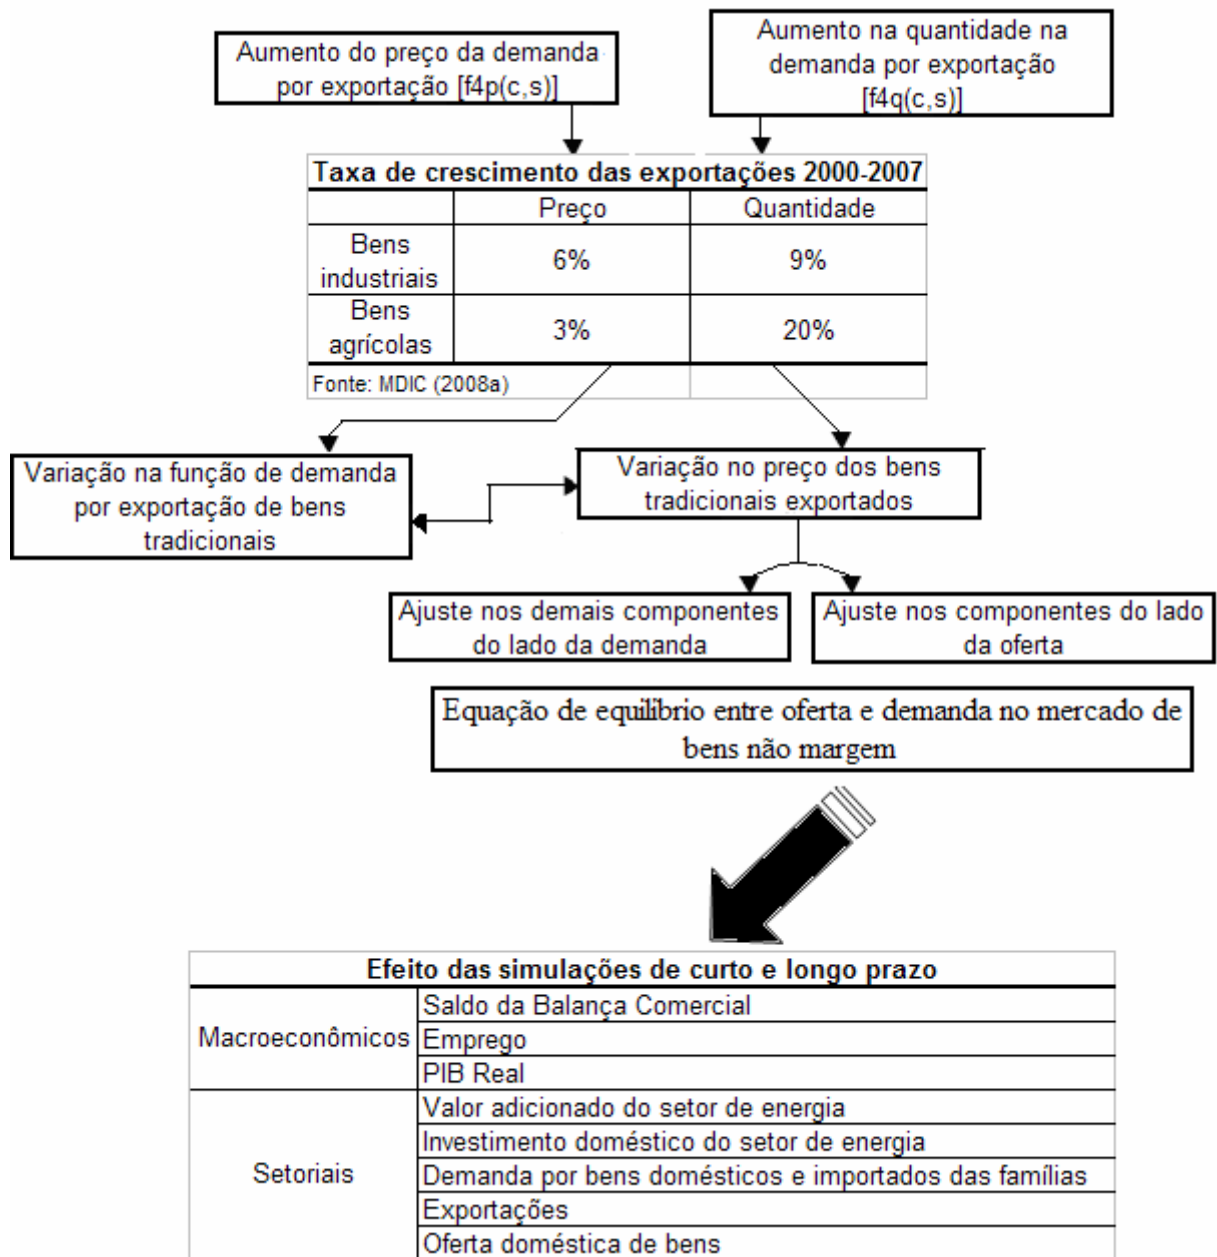 Aumento do preço da demanda
por exportação [f4p(c,s)]
Aumento na quantidade na
demanda por exportação
[f4q(c,s)]
Taxa de crescimento das exportações 2000-2007
Preço Quantidade
Bens
industriais
6% 9%
Bens
agrícolas
3% 20%
Fonte: MDIC (2008a)
Variação na função de demanda
por exportação de bens
tradicionais
Variação no preço dos bens
tradicionais exportados
Ajuste nos demais componentes
do lado da demanda
Ajuste nos componentes do lado
da oferta
Equação de equilíbrio entre oferta e demanda no mercado de
bens não margem
Efeito das simulações de curto e longo prazo
Macroeconômicos
Saldo da Balança Comercial
Emprego
PIB Real
Setoriais
Valor adicionado do setor de energia
Investimento doméstico do setor de energia
Demanda por bens domésticos e importados das famílias
Exportações
Oferta doméstica de bens